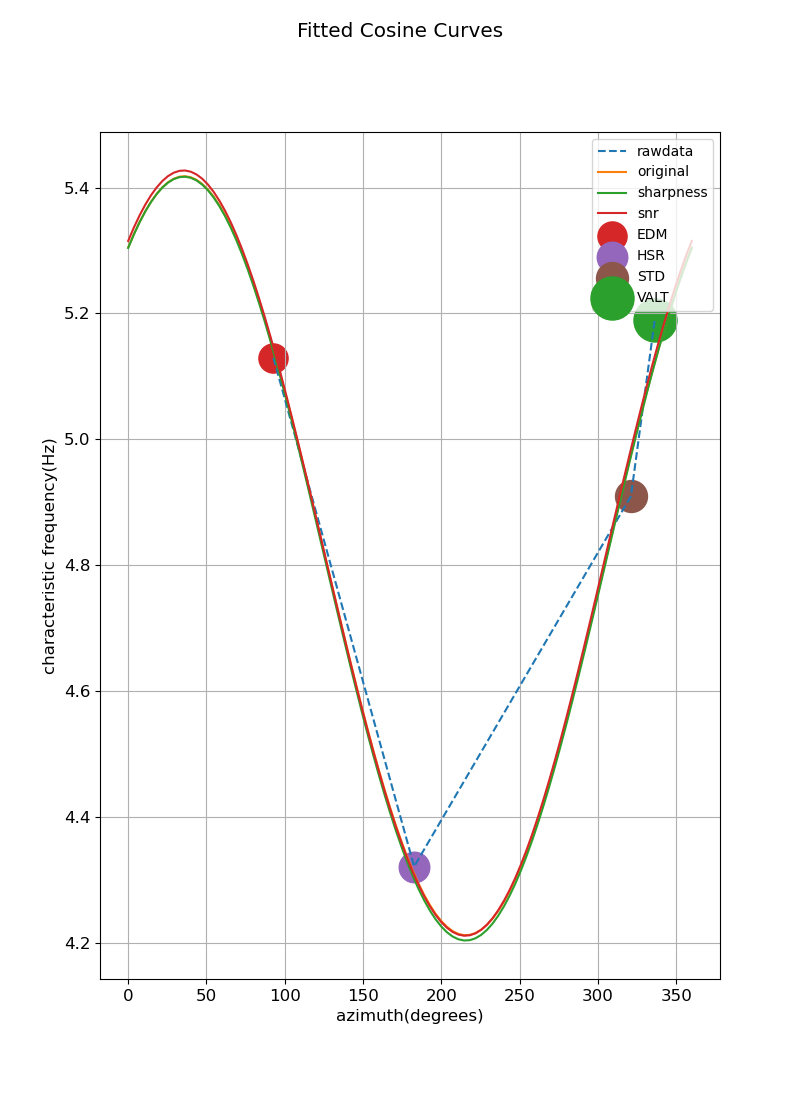 Fitted Cosine Curves
rawdata
original
sharpness
snr
EDM
HSR
STD
VALT
characteristic frequency(Hz)
5.4
5.2
5.0
4.8
4.6
4.4
4.2
0 50 100 150 200 250 300 350
azimuth(degrees)